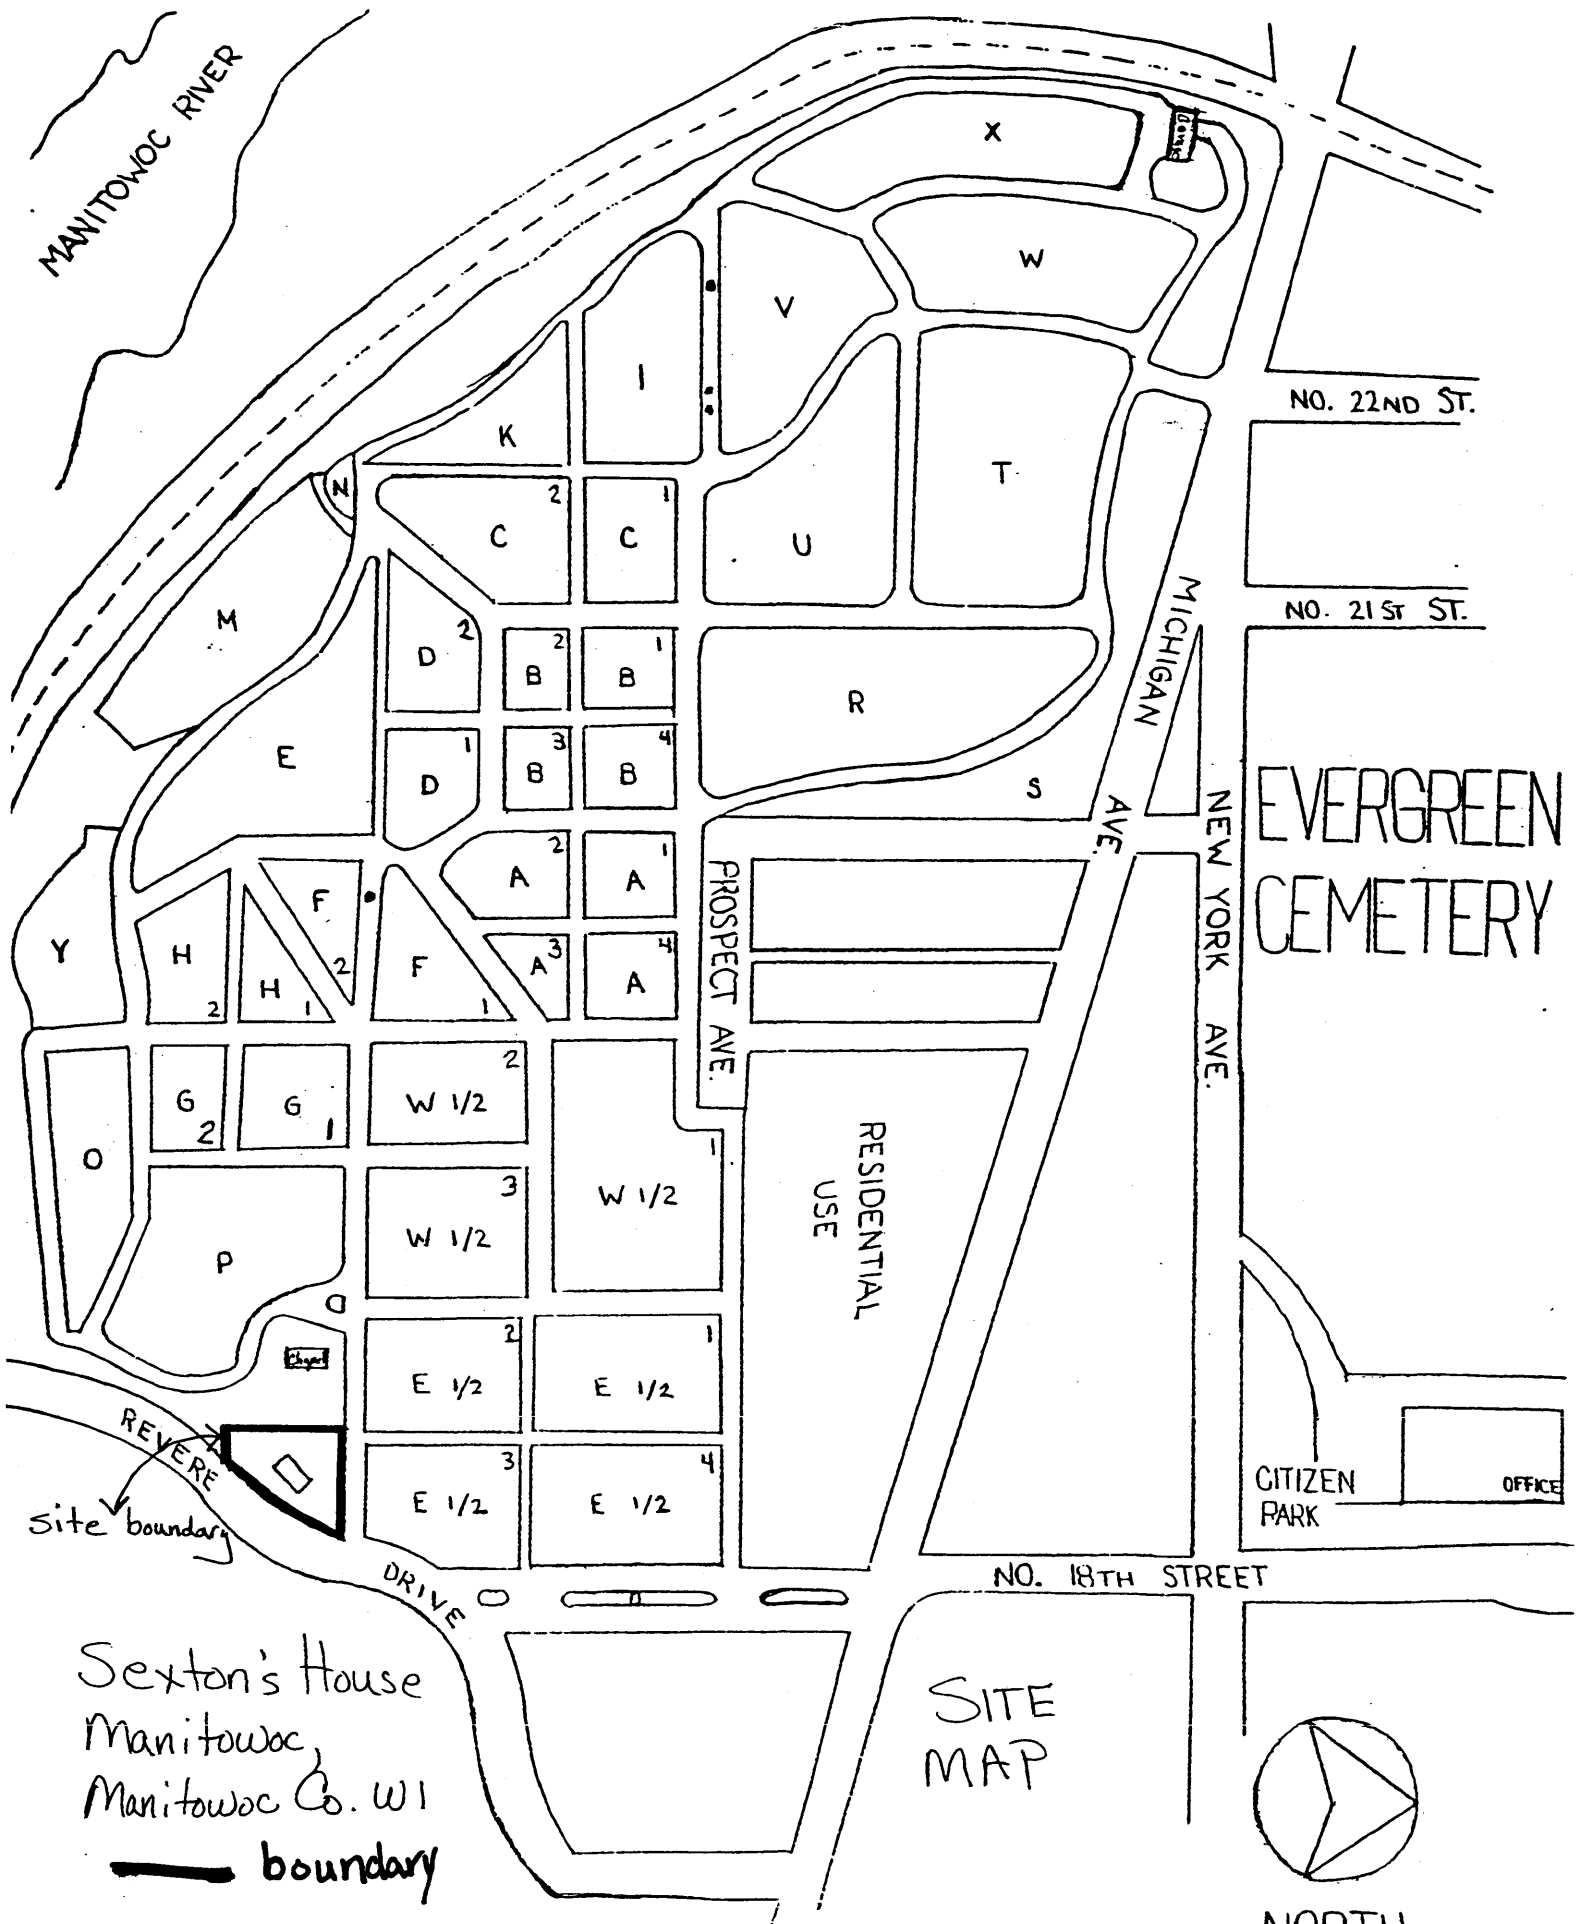 MANITOWOC RIVER
X
W
V
I
NO. 22ND ST.
K
T
N
2
1
C
C
U
MICHIGAN AVE.
NO. 21ST ST.
M
2
D
2
B
1
B
R
E
1
D
3
B
4
B
S
NEW YORK AVE.
EVERGREEN
CEMETERY
2
A
1
A
PROSPECT AVE.
F
2
Y
H
2
H
1
F
1
A 3
4
A
2
W 1/2
G
2
G
1
O
RESIDENTIAL
USE
1
W 1/2
3
W 1/2
P
Chapel
2
E 1/2
1
E 1/2
REVERE DRIVE
3
E 1/2
4
E 1/2
CITIZEN
PARK
OFFICE
site boundary
NO. 18TH STREET
Sexton's House
Manitowoc,
Manitowoc Co. WI
boundary
SITE
MAP
NORTH